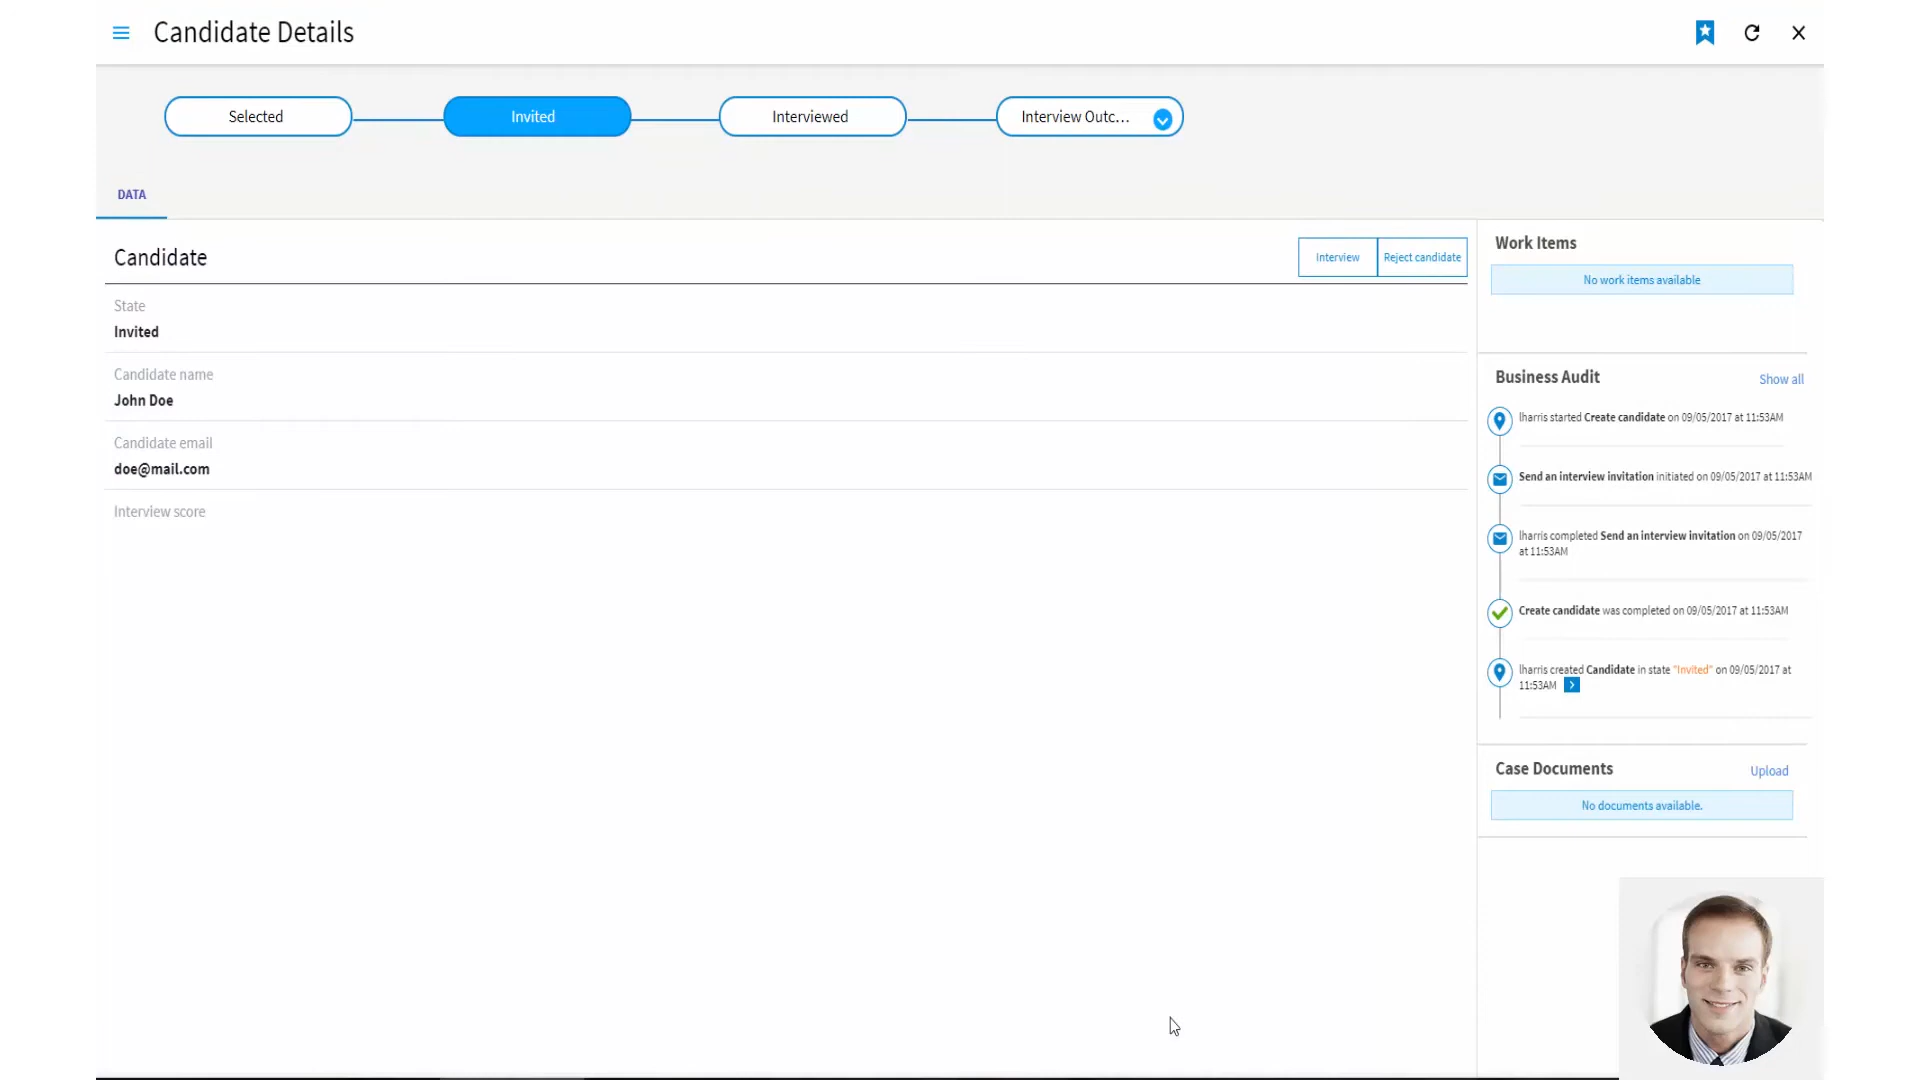 Candidate Details
Selected
Invited
Interviewed
Interview Outc...
DATA
Candidate
Interview
Reject candidate
State
Invited
Candidate name
John Doe
Candidate email
doe@mail.com
Interview score
Work Items
No work items available
Business Audit
Show all
lharris started Create candidate on 09/05/2017 at 11:53AM
Send an interview invitation initiated on 09/05/2017 at 11:53AM
lharris completed Send an interview invitation on 09/05/2017
at 11:53AM
Create candidate was completed on 09/05/2017 at 11:53AM
lharris created Candidate in state "Invited" on 09/05/2017 at
11:53AM
Case Documents
Upload
No documents available.